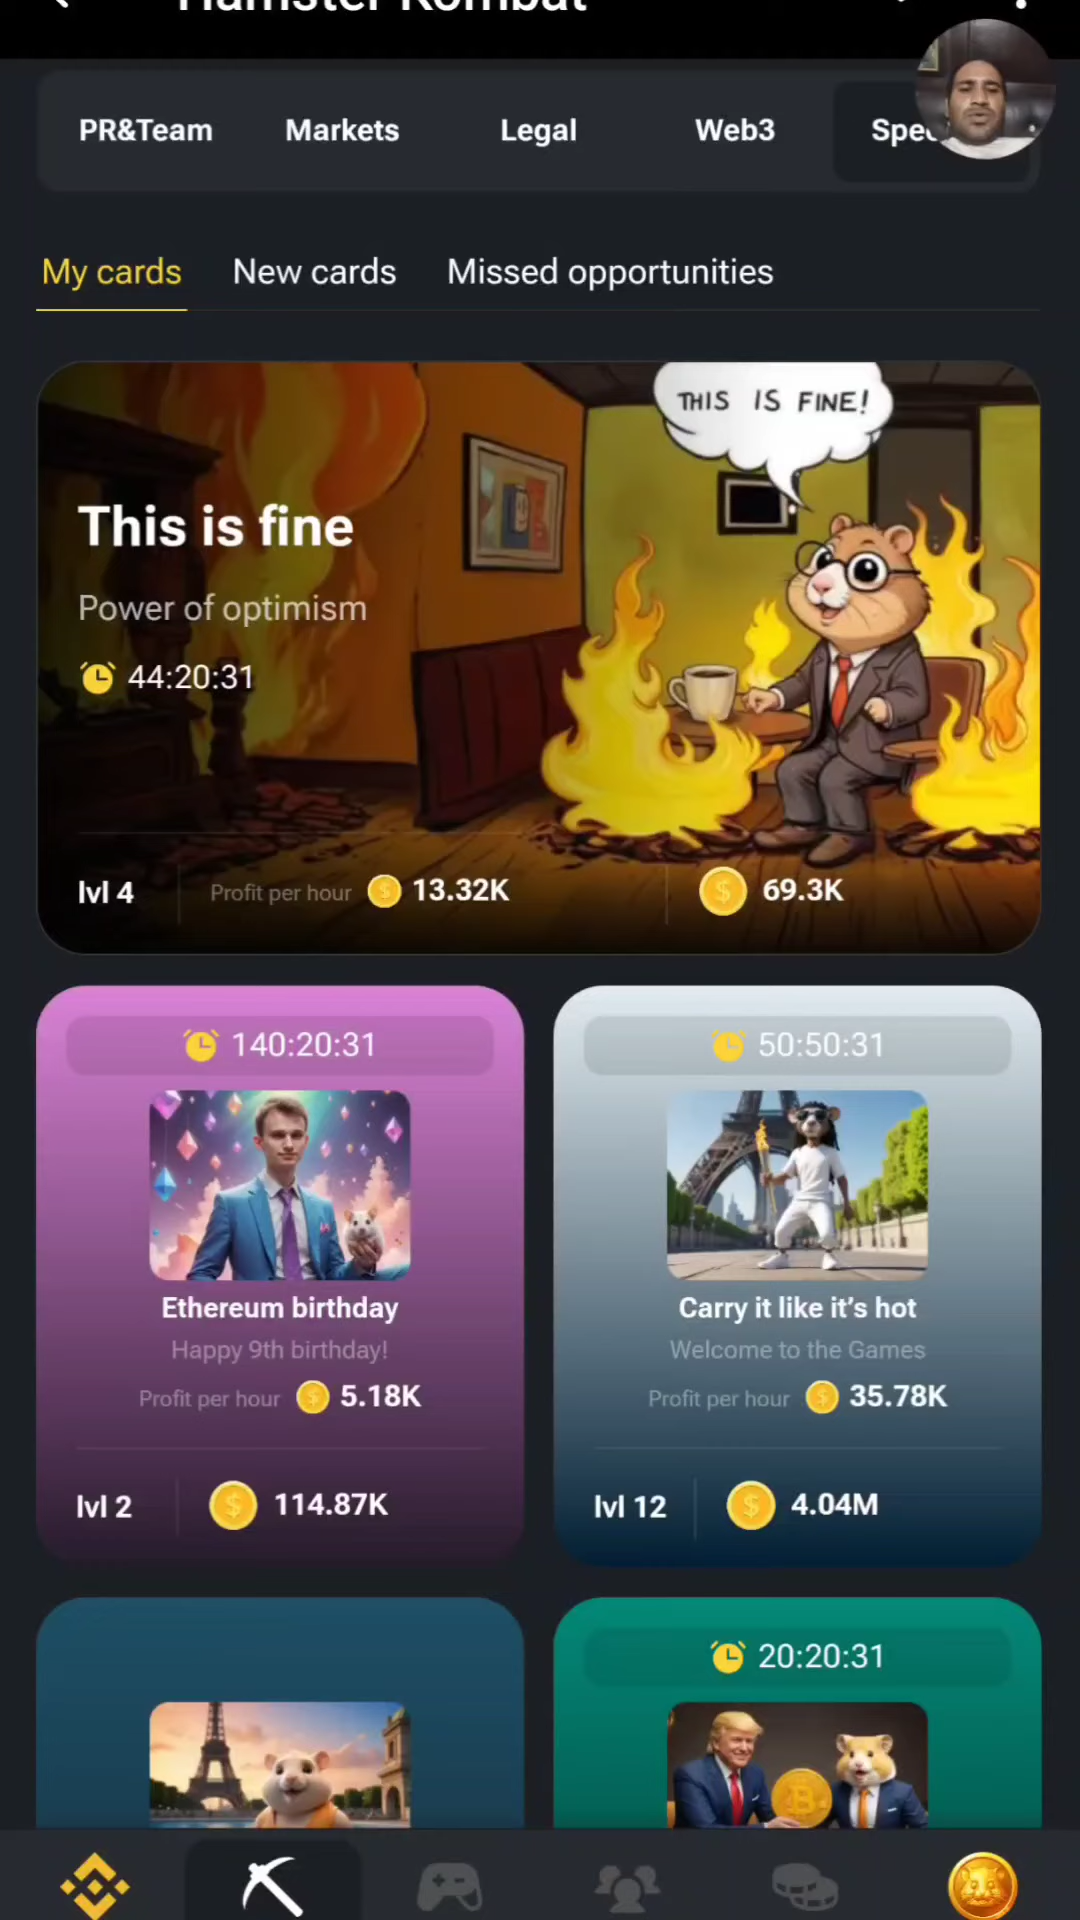 Hamster Kombat
PR&Team
Markets
Legal
Web3
My cards
New cards
Missed opportunities
THIS IS FINE!
This is fine
Power of optimism
44:20:31
lvl 4
Profit per hour
13.32K
69.3K
140:20:31
Ethereum birthday
Happy 9th birthday!
Profit per hour
5.18K
lvl 2
114.87K
50:50:31
Carry it like it’s hot
Welcome to the Games
Profit per hour
35.78K
lvl 12
4.04M
20:20:31